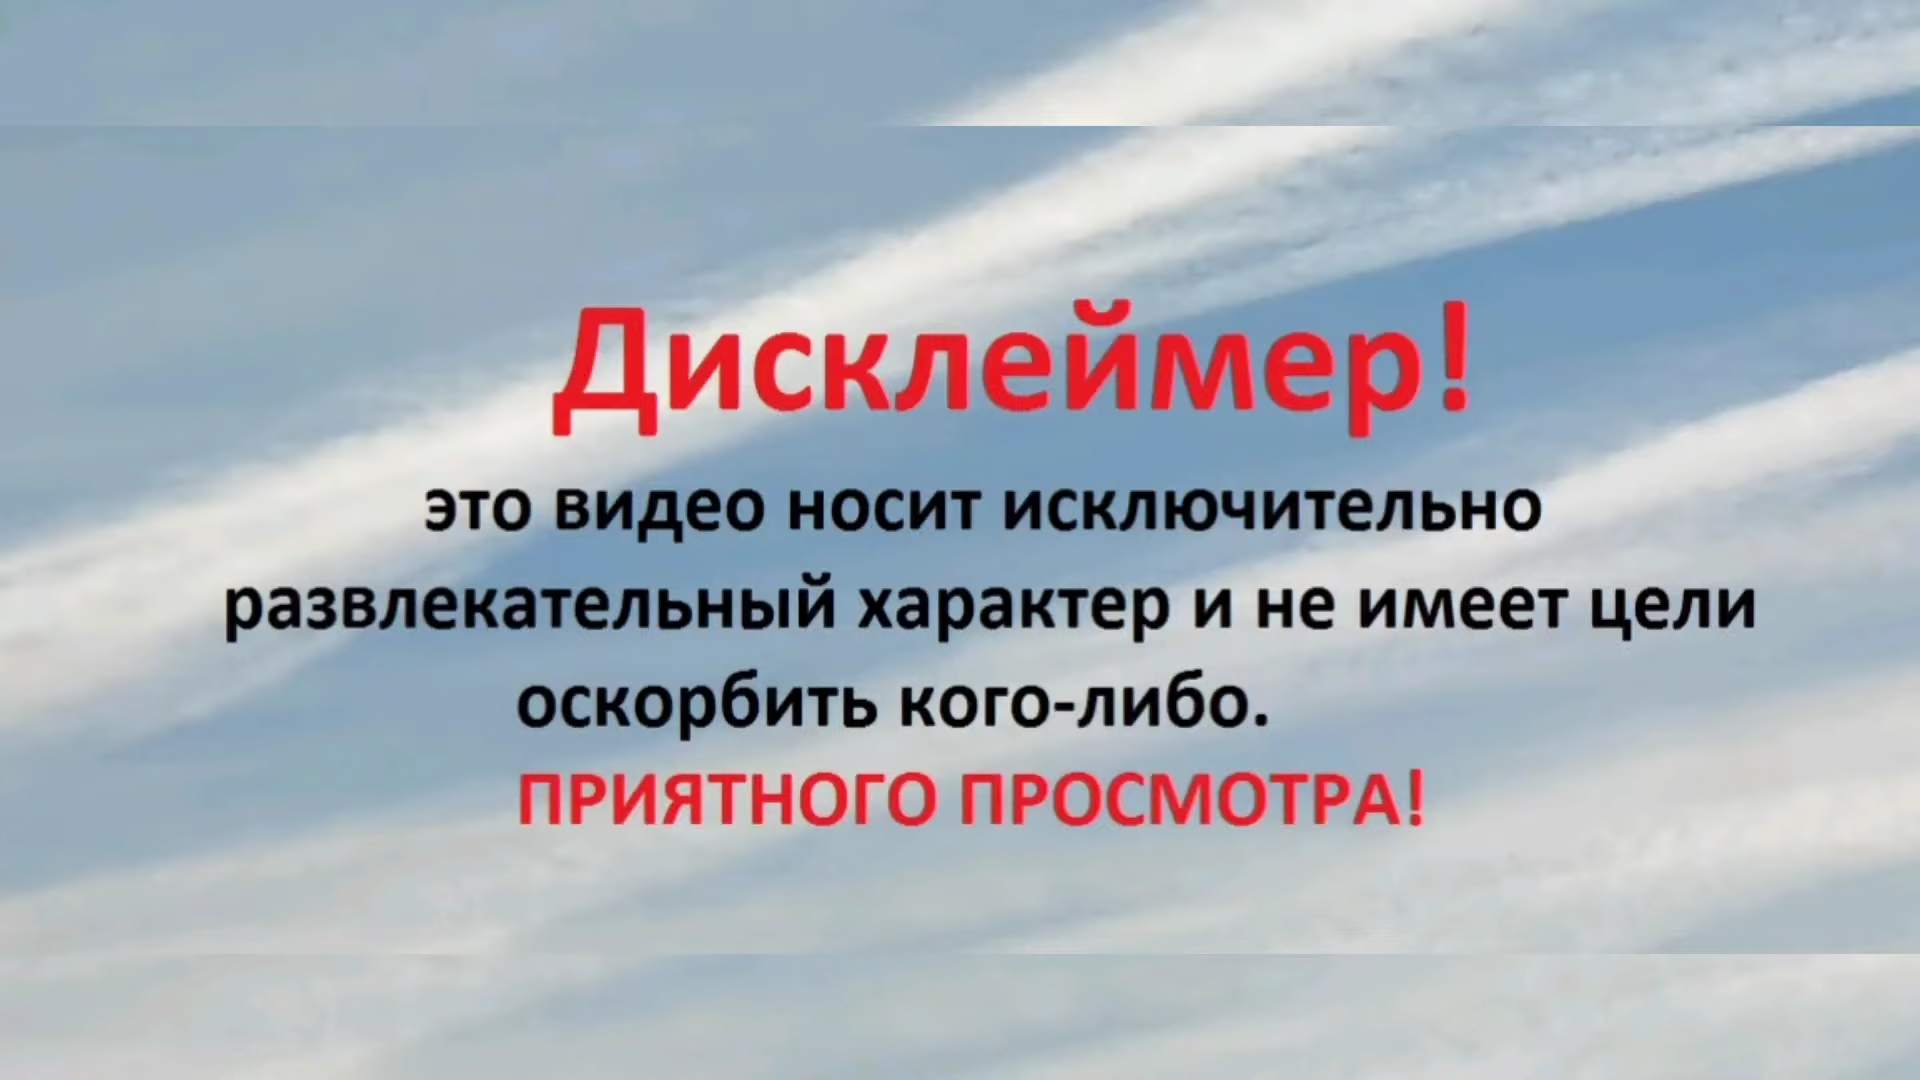 Дисклеймер!
это видео носит исключительно
развлекательный характер и не имеет цели
оскорбить кого-либо.
ПРИЯТНОГО ПРОСМОТРА!